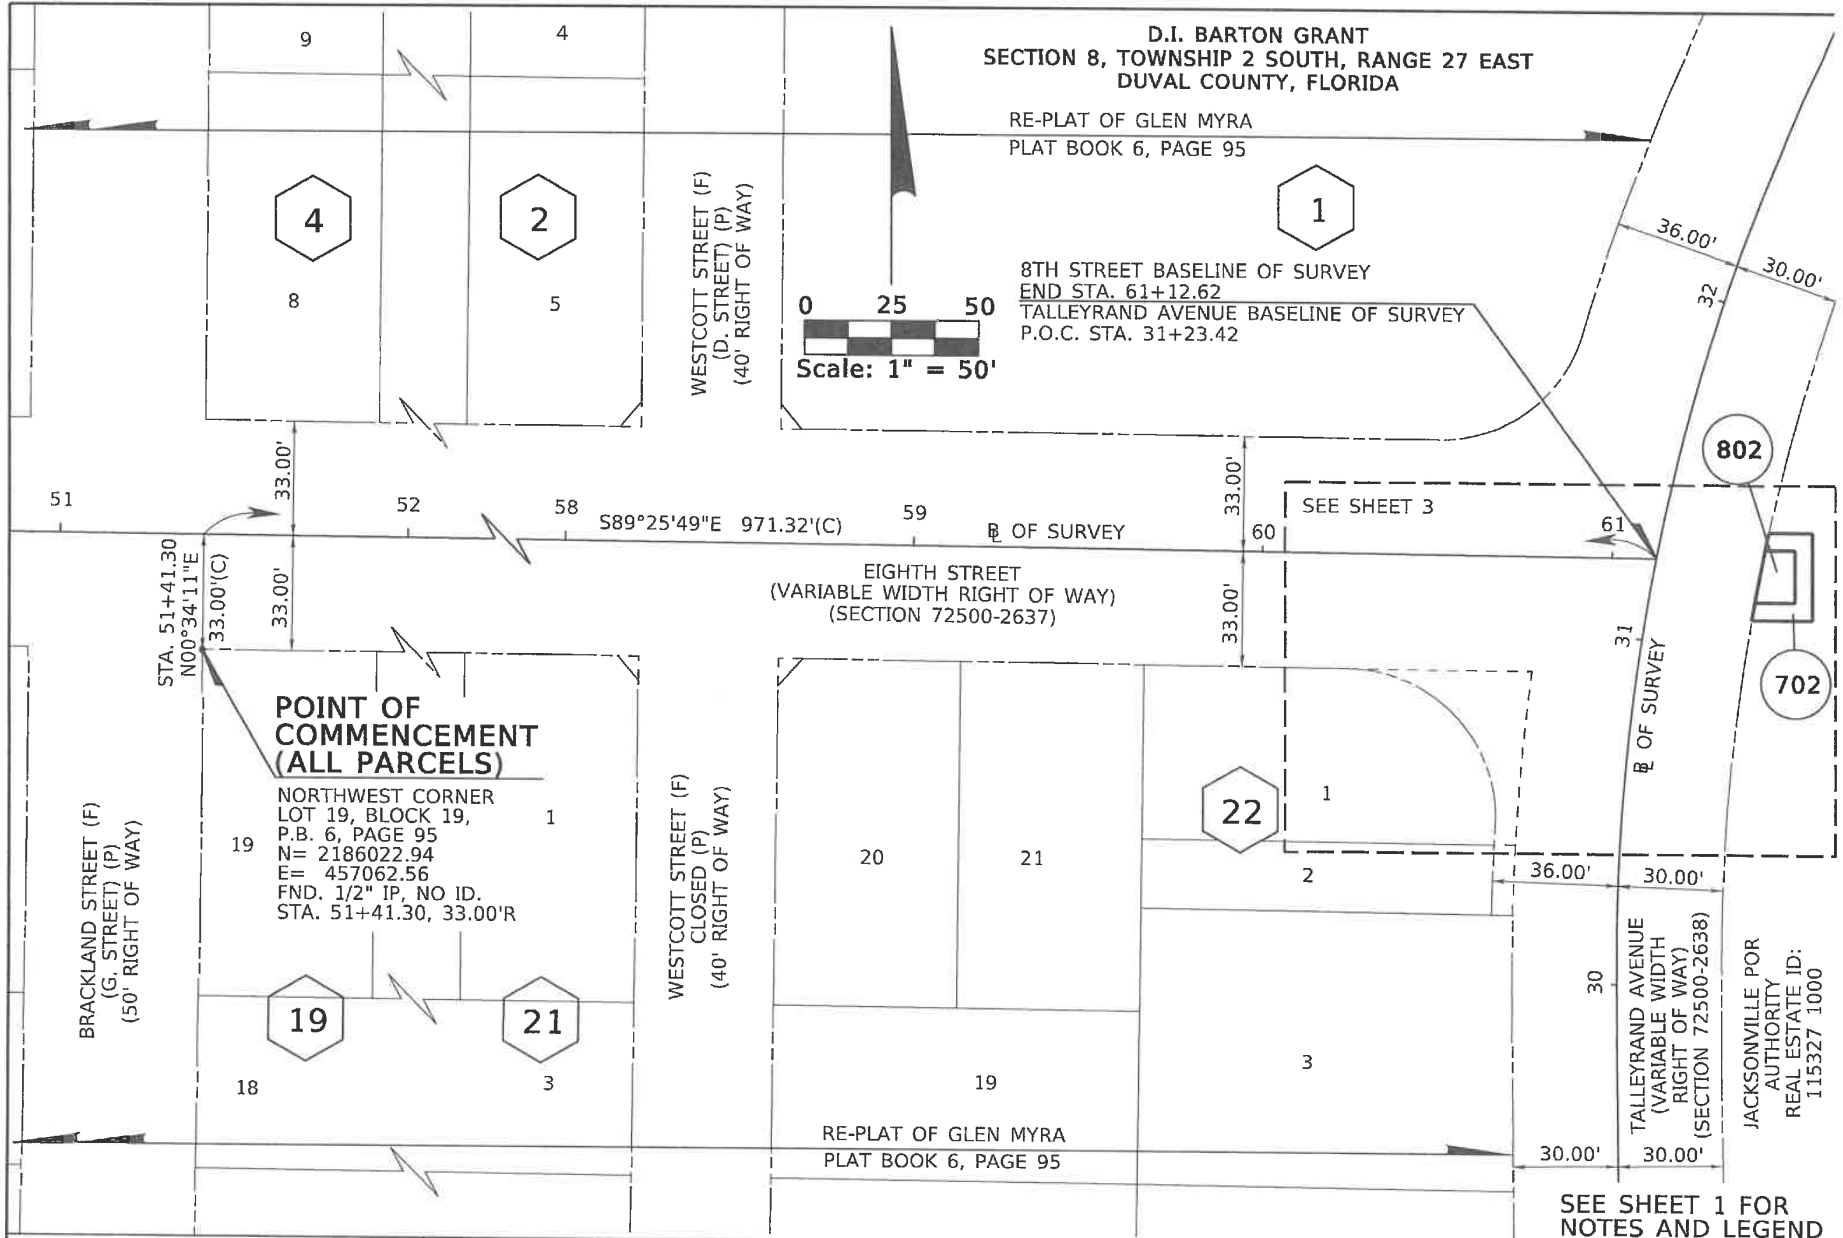 D.I. BARTON GRANT
SECTION 8, TOWNSHIP 2 SOUTH, RANGE 27 EAST
DUVAL COUNTY, FLORIDA
9
4
RE-PLAT OF GLEN MYRA
PLAT BOOK 6, PAGE 95
4
2
1
8
5
WESTCOTT STREET (F)
(D. STREET) (P)
(40' RIGHT OF WAY)
36.00'
30.00'
32
8TH STREET BASELINE OF SURVEY
END STA. 61+12.62
TALLEYRAND AVENUE BASELINE OF SURVEY
P.O.C. STA. 31+23.42
0 25 50
Scale: 1" = 50'
802
33.00'
33.00'
SEE SHEET 3
51
52
58
S89°25'49"E 971.32'(C)
59
BL OF SURVEY
60
61
EIGHTH STREET
(VARIABLE WIDTH RIGHT OF WAY)
(SECTION 72500-2637)
STA. 51+41.30
N00°34'11"E
33.00'(C)
33.00'
33.00'
31
BL OF SURVEY
702
POINT OF
COMMENCEMENT
(ALL PARCELS)
NORTHWEST CORNER
LOT 19, BLOCK 19,
P.B. 6, PAGE 95
N= 2186022.94
E= 457062.56
FND. 1/2" IP, NO ID.
STA. 51+41.30, 33.00'R
BRACKLAND STREET (F)
(G. STREET) (P)
(50' RIGHT OF WAY)
19
1
WESTCOTT STREET (F)
CLOSED (P)
(40' RIGHT OF WAY)
20
21
22
1
2
36.00'
30.00'
19
21
18
3
19
3
30
TALLEYRAND AVENUE
(VARIABLE WIDTH
RIGHT OF WAY)
(SECTION 72500-2638)
JACKSONVILLE POR
AUTHORITY
REAL ESTATE ID:
115327 1000
RE-PLAT OF GLEN MYRA
PLAT BOOK 6, PAGE 95
30.00'
30.00'
SEE SHEET 1 FOR
NOTES AND LEGEND